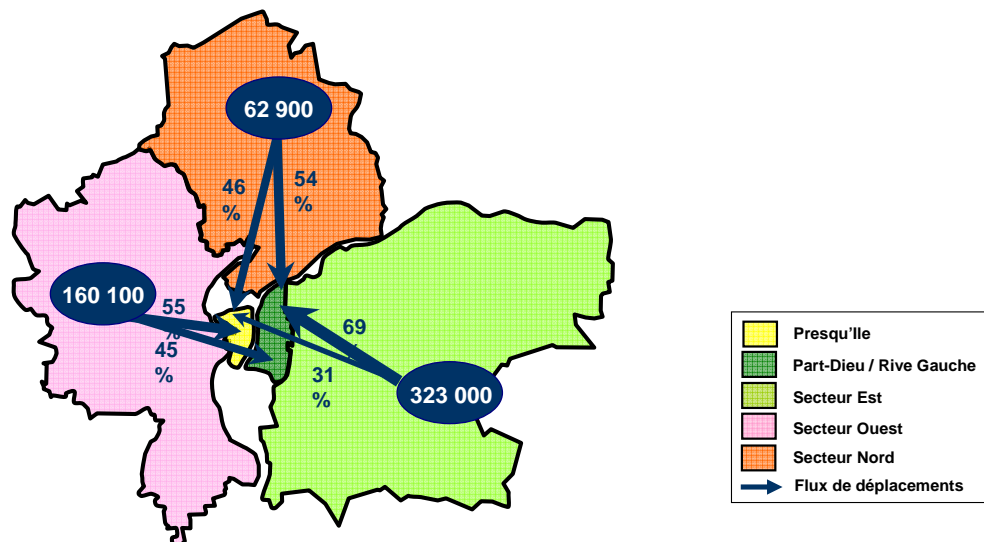 62 900
46
%
54
%
160 100
55
%
45
%
69
%
31
%
323 000
Presqu'Ile
Part-Dieu / Rive Gauche
Secteur Est
Secteur Ouest
Secteur Nord
Flux de déplacements